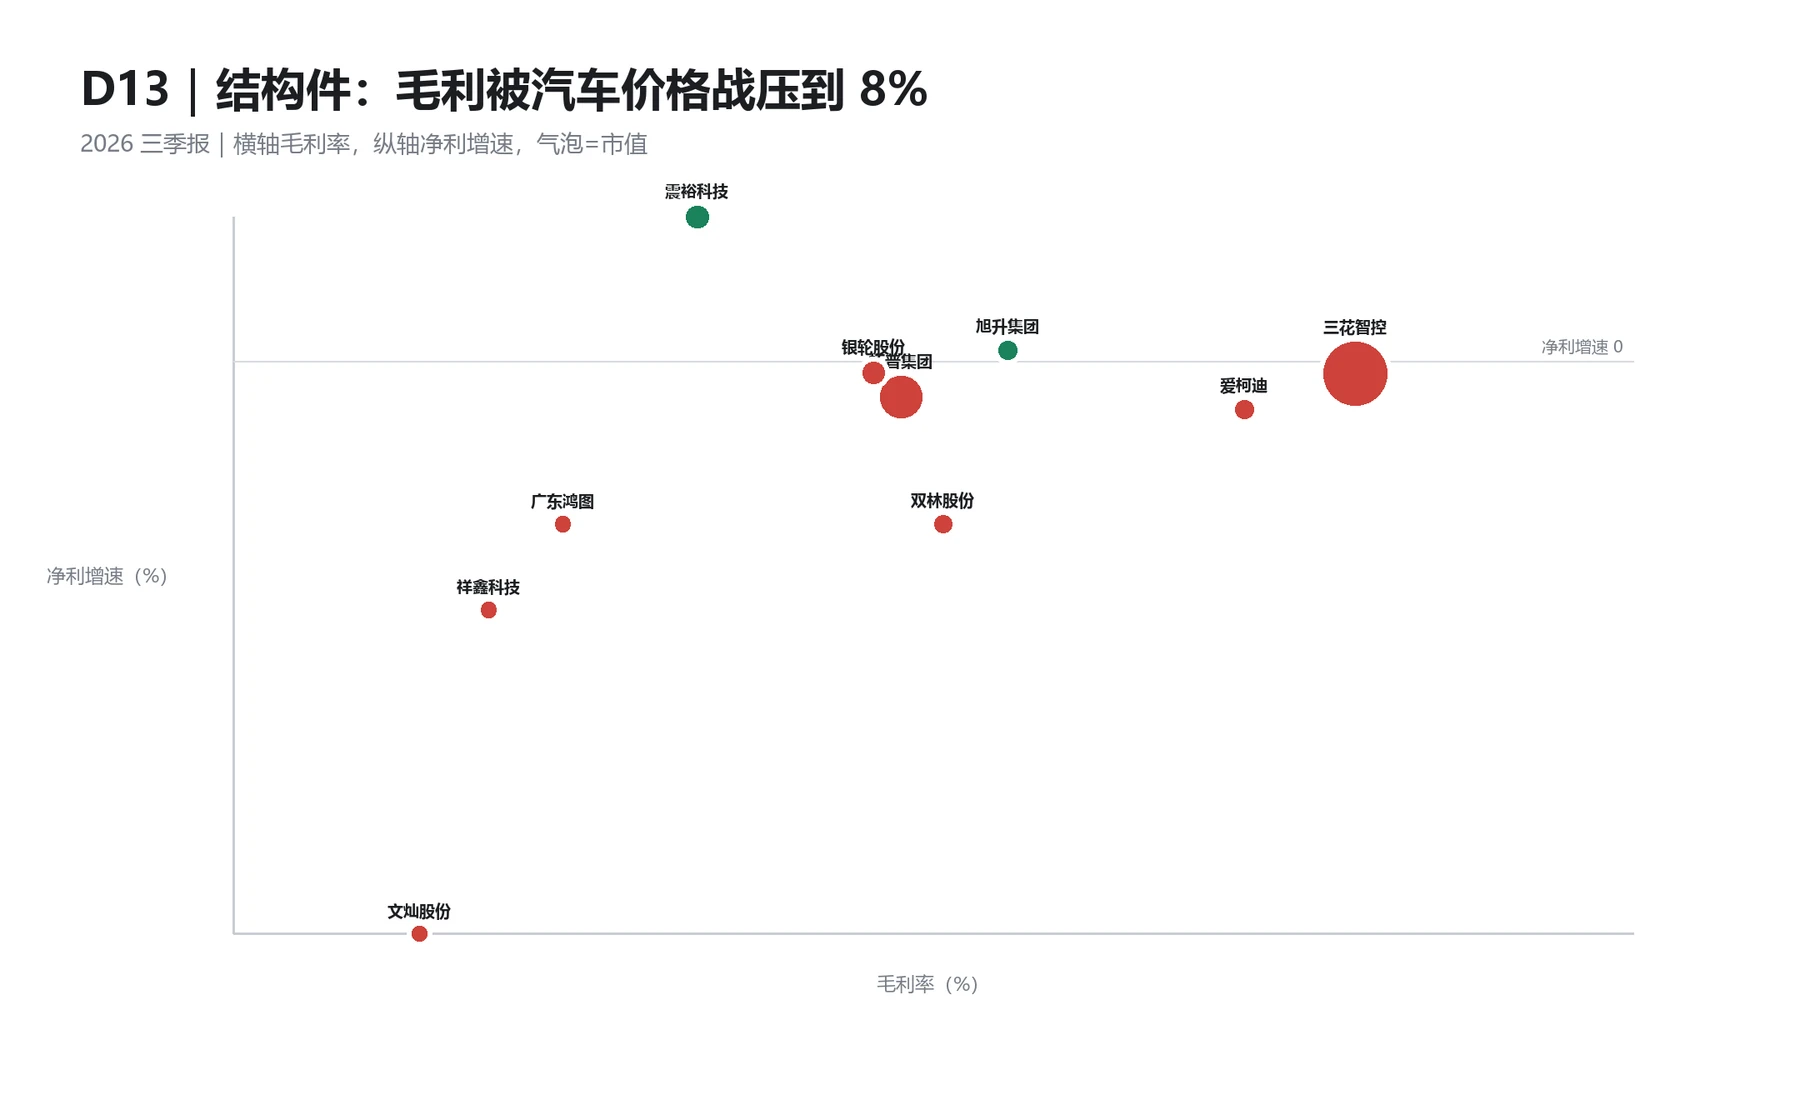 D13｜结构件：毛利被汽车价格战压到 8%
2026 三季报｜横轴毛利率，纵轴净利增速，气泡=市值
震裕科技
旭升集团
三花智控
银轮股份
净利增速 0
普集团
爱柯迪
广东鸿图
双林股份
净利增速（%）
祥鑫科技
文灿股份
毛利率（%）